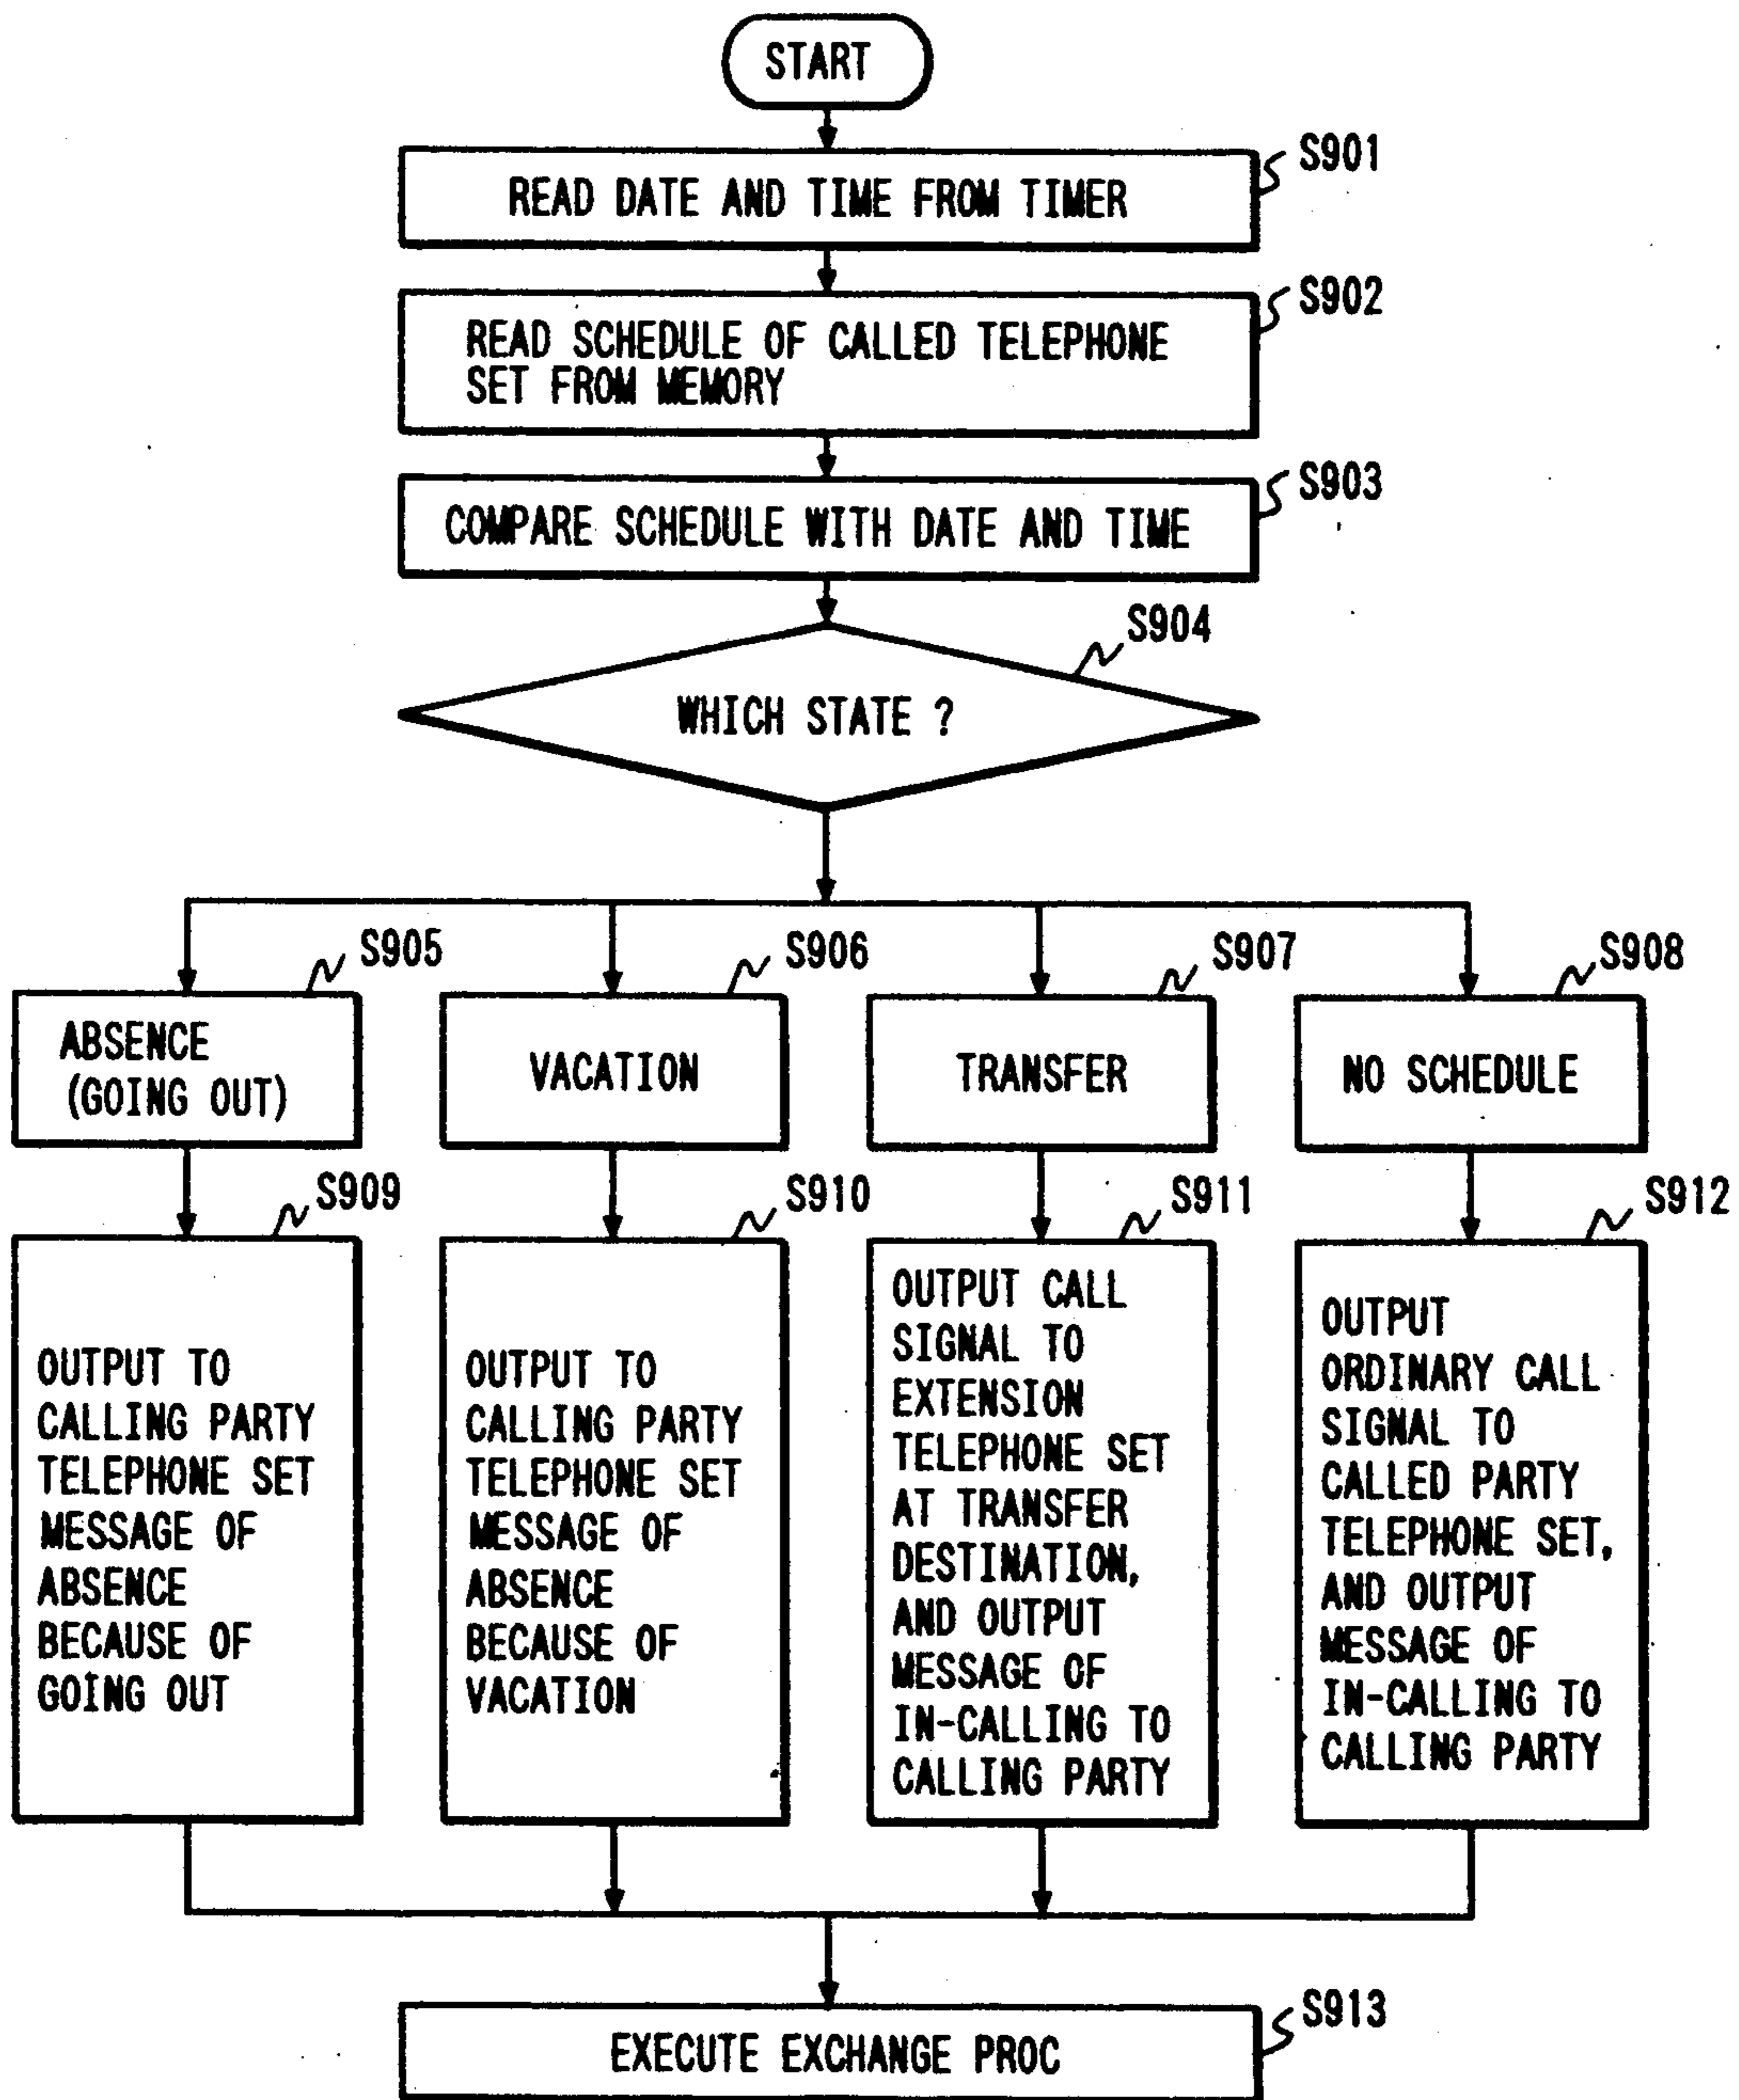 START
S901
READ DATE AND TIME FROM TIMER
S902
READ SCHEDULE OF CALLED TELEPHONE
SET FROM MEMORY
S903
COMPARE SCHEDULE WITH DATE AND TIME
S904
WHICH STATE ?
S905
ABSENCE
(GOING OUT)
S906
VACATION
S907
TRANSFER
S908
NO SCHEDULE
S909
OUTPUT TO
CALLING PARTY
TELEPHONE SET
MESSAGE OF
ABSENCE
BECAUSE OF
GOING OUT
S910
OUTPUT TO
CALLING PARTY
TELEPHONE SET
MESSAGE OF
ABSENCE
BECAUSE OF
VACATION
S911
OUTPUT CALL
SIGNAL TO
EXTENSION
TELEPHONE SET
AT TRANSFER
DESTINATION,
AND OUTPUT
MESSAGE OF
IN-CALLING TO
CALLING PARTY
S912
OUTPUT
ORDINARY CALL
SIGNAL TO
CALLED PARTY
TELEPHONE SET,
AND OUTPUT
MESSAGE OF
IN-CALLING TO
CALLING PARTY
S913
EXECUTE EXCHANGE PROC